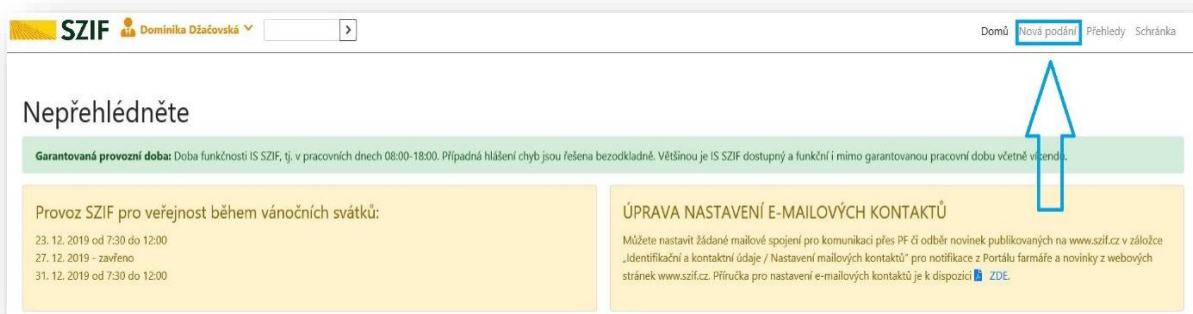 SZIF Dominika Džačovská Domů Nová podání Přehledy Schránka
Nepřehlédněte
Garantovaná provozní doba: Doba funkčnosti IS SZIF, tj. v pracovních dnech 08:00-18:00. Případná hlášení chyb jsou řešena bezodkladně. Většinou je IS SZIF dostupný a funkční i mimo garantovanou pracovní dobu včetně víkendů.
Provoz SZIF pro veřejnost během vánočních svátků:
23. 12. 2019 od 7:30 do 12:00
27. 12. 2019 - zavřeno
31. 12. 2019 od 7:30 do 12:00
ÚPRAVA NASTAVENÍ E-MAILOVÝCH KONTAKTŮ
Můžete nastavit žádané mailové spojení pro komunikaci přes PF či odběr novinek publikovaných na www.szif.cz v záložce
„Identifikační a kontaktní údaje / Nastavení mailových kontaktů" pro notifikace z Portálu farmáře a novinky z webových
stránek www.szif.cz. Příručka pro nastavení e-mailových kontaktů je k dispozici ZDE.